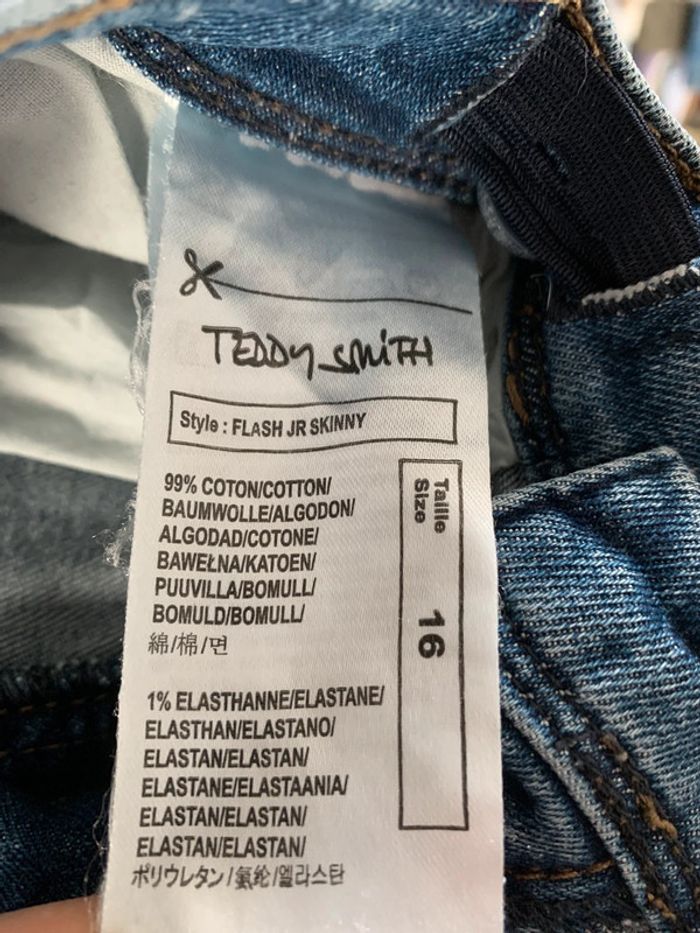 TEDDY SMITH
Style : FLASH JR SKINNY
99% COTON/COTTON/
BAUMWOLLE/ALGODON/
ALGODAD/COTONE/
BAWEŁNA/KATOEN/
PUUVILLA/BOMULL/
BOMULD/BOMULL/
綿/棉/면
Taille
Size
16
1% ELASTHANNE/ELASTANE/
ELASTHAN/ELASTANO/
ELASTAN/ELASTAN/
ELASTANE/ELASTAANIA/
ELASTAN/ELASTAN/
ELASTAN/ELASTAN/
ポリウレタン/氨纶/엘라스탄